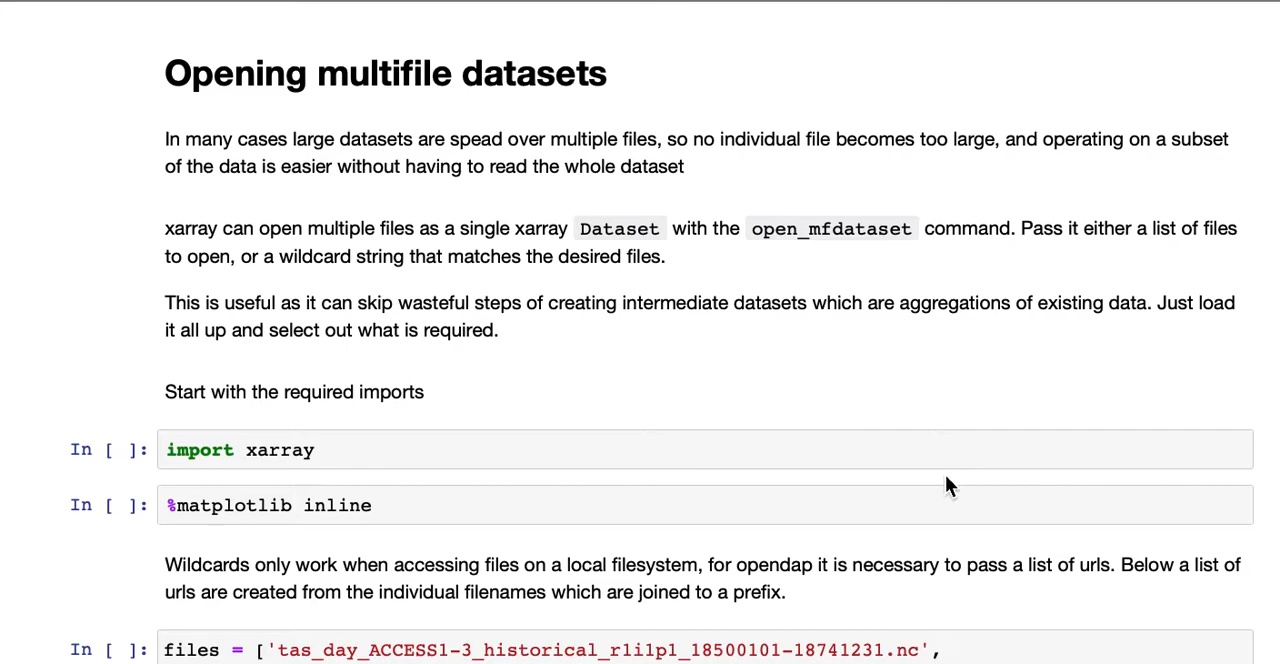 Opening multifile datasets
In many cases large datasets are spead over multiple files, so no individual file becomes too large, and operating on a subset
of the data is easier without having to read the whole dataset
xarray can open multiple files as a single xarray Dataset with the open_mfdataset command. Pass it either a list of files
to open, or a wildcard string that matches the desired files.
This is useful as it can skip wasteful steps of creating intermediate datasets which are aggregations of existing data. Just load
it all up and select out what is required.
Start with the required imports
In [ ]: import xarray
In [ ]: %matplotlib inline
Wildcards only work when accessing files on a local filesystem, for opendap it is necessary to pass a list of urls. Below a list of
urls are created from the individual filenames which are joined to a prefix.
In [ ]: files = ['tas_day_ACCESS1-3_historical_r1i1p1_18500101-18741231.nc',